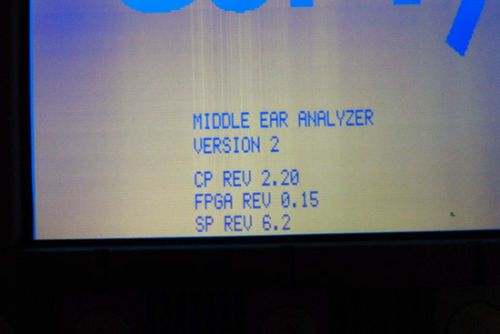 MIDDLE EAR ANALYZER
VERSION 2
CP REV 2.20
FPGA REV 0.15
SP REV 6.2